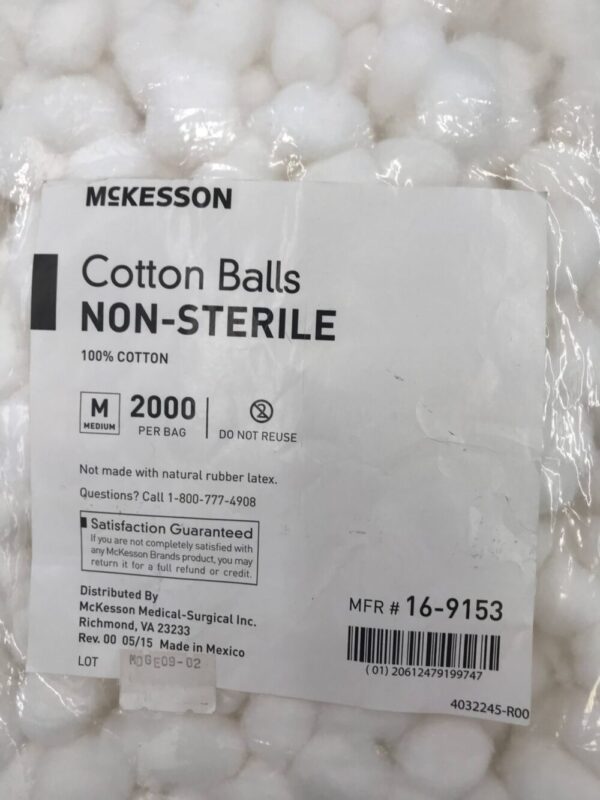 McKESSON
Cotton Balls
NON-STERILE
100% COTTON
M
MEDIUM
2000
PER BAG
2
DO NOT REUSE
Not made with natural rubber latex.
Questions? Call 1-800-777-4908
Satisfaction Guaranteed
If you are not completely satisfied with
any McKesson Brands product, you may
return it for a full refund or credit.
Distributed By
McKesson Medical-Surgical Inc.
Richmond, VA 23233
Rev. 00 05/15 Made in Mexico
LOT
MFR # 16-9153
(01) 20612479199747
4032245-R00